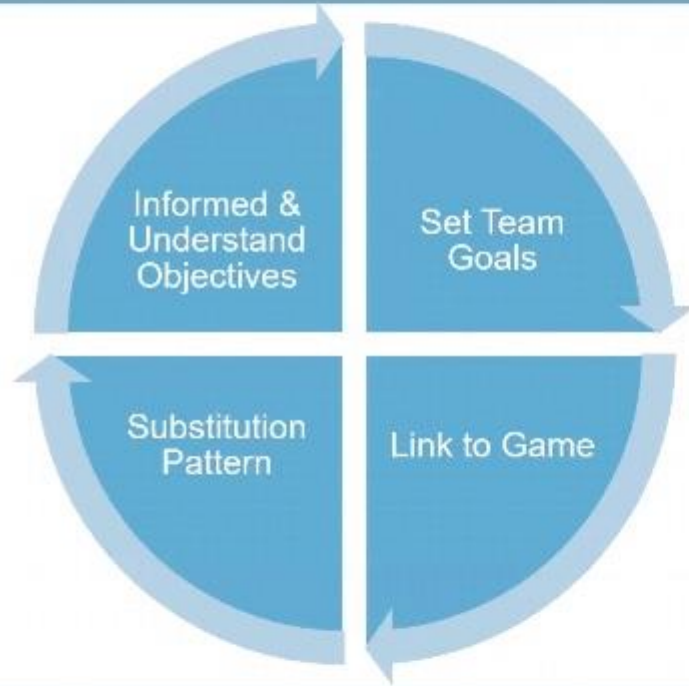 Informed &
Understand
Objectives
Set Team
Goals
Substitution
Pattern
Link to Game